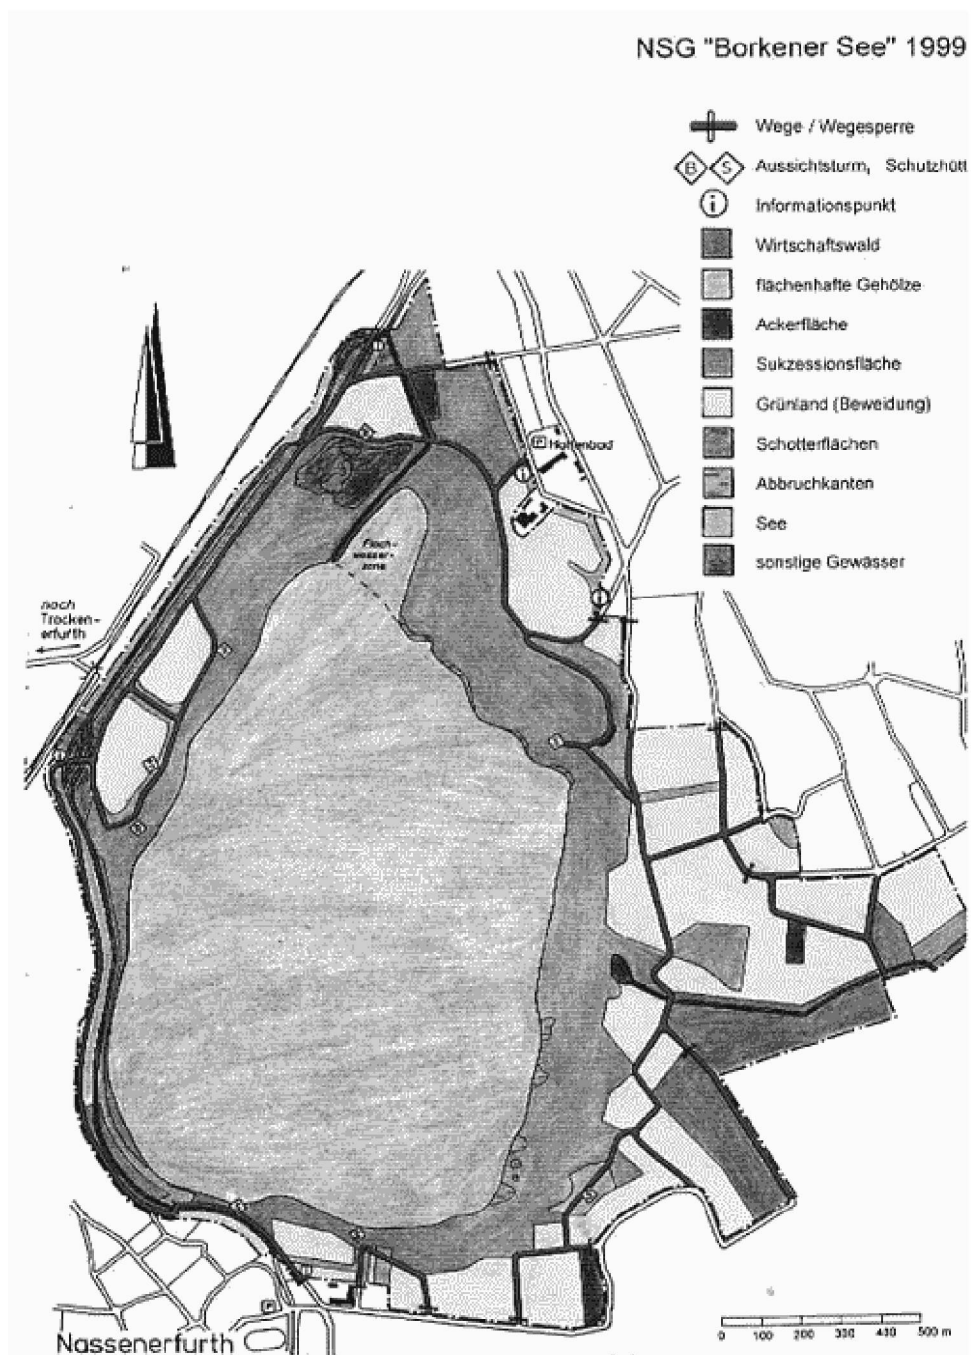 NSG "Borkener See" 1999
Wege / Wegesperre
B S Aussichtsturm, Schutzhütt
i Informationspunkt
Wirtschaftswald
flächenhafte Gehölze
Ackerfläche
Sukzessionsfläche
Grünland (Beweidung)
Schotterflächen
Abbruchkanten
See
sonstige Gewässer
P Hallenbad
i
Flach-
wasser-
zone
i
nach
Trocken-
erfurth
P
Nassenerfurth
0 100 200 300 400 500 m